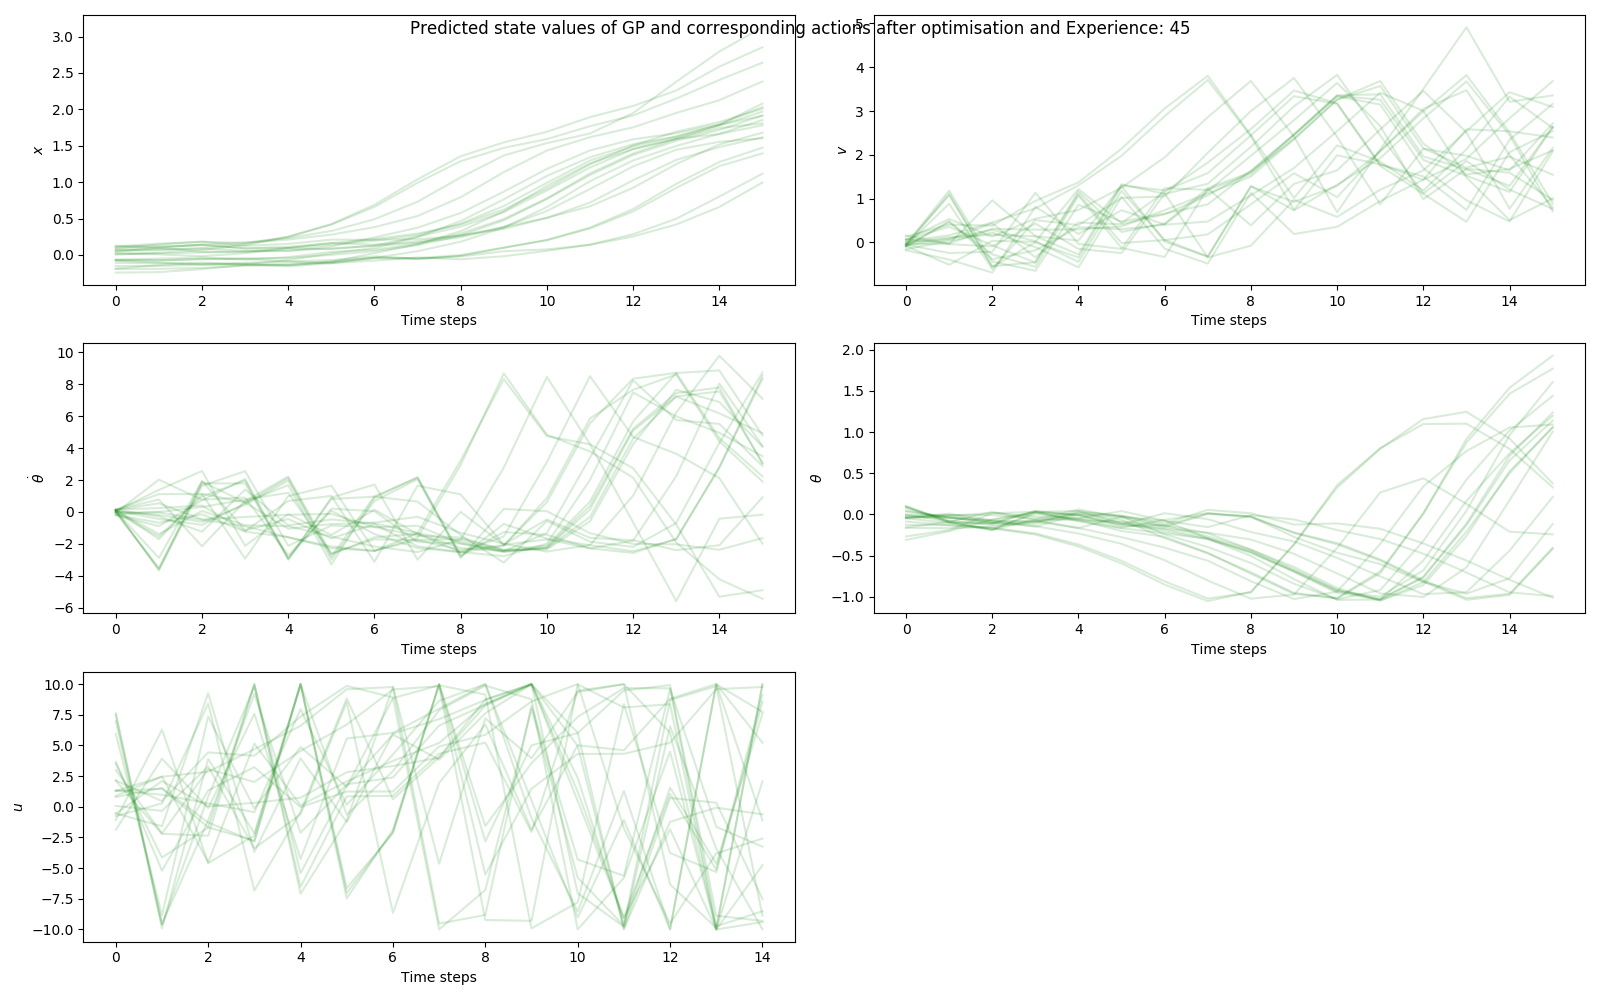 Predicted state values of GP and corresponding actions after optimisation and Experience: 45
3.0
2.5
2.0
1.5
1.0
0.5
0.0
x
0 2 4 6 8 10 12 14
Time steps
5
4
3
2
1
0
v
0 2 4 6 8 10 12 14
Time steps
10
8
6
4
2
0
−2
−4
−6
θ̇
0 2 4 6 8 10 12 14
Time steps
2.0
1.5
1.0
0.5
0.0
−0.5
−1.0
θ
0 2 4 6 8 10 12 14
Time steps
10.0
7.5
5.0
2.5
0.0
−2.5
−5.0
−7.5
−10.0
u
0 2 4 6 8 10 12 14
Time steps